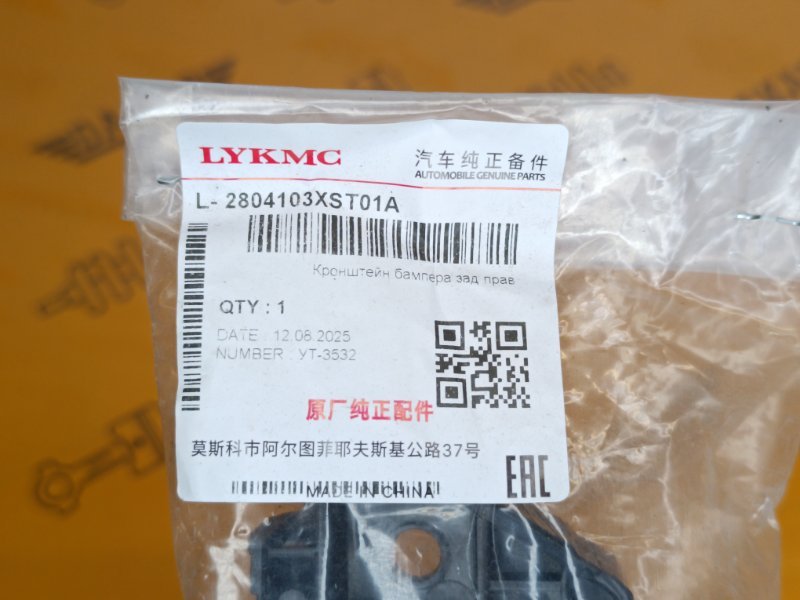 LYKMC
汽车纯正备件
AUTOMOBILE GENUINE PARTS
L- 2804103XST01A
Кронштейн бампера зад прав
QTY : 1
DATE : 12.08.2025
NUMBER : УТ-3532
原厂纯正配件
莫斯科市阿尔图菲耶夫斯基公路37号
MADE IN CHINA
EAC